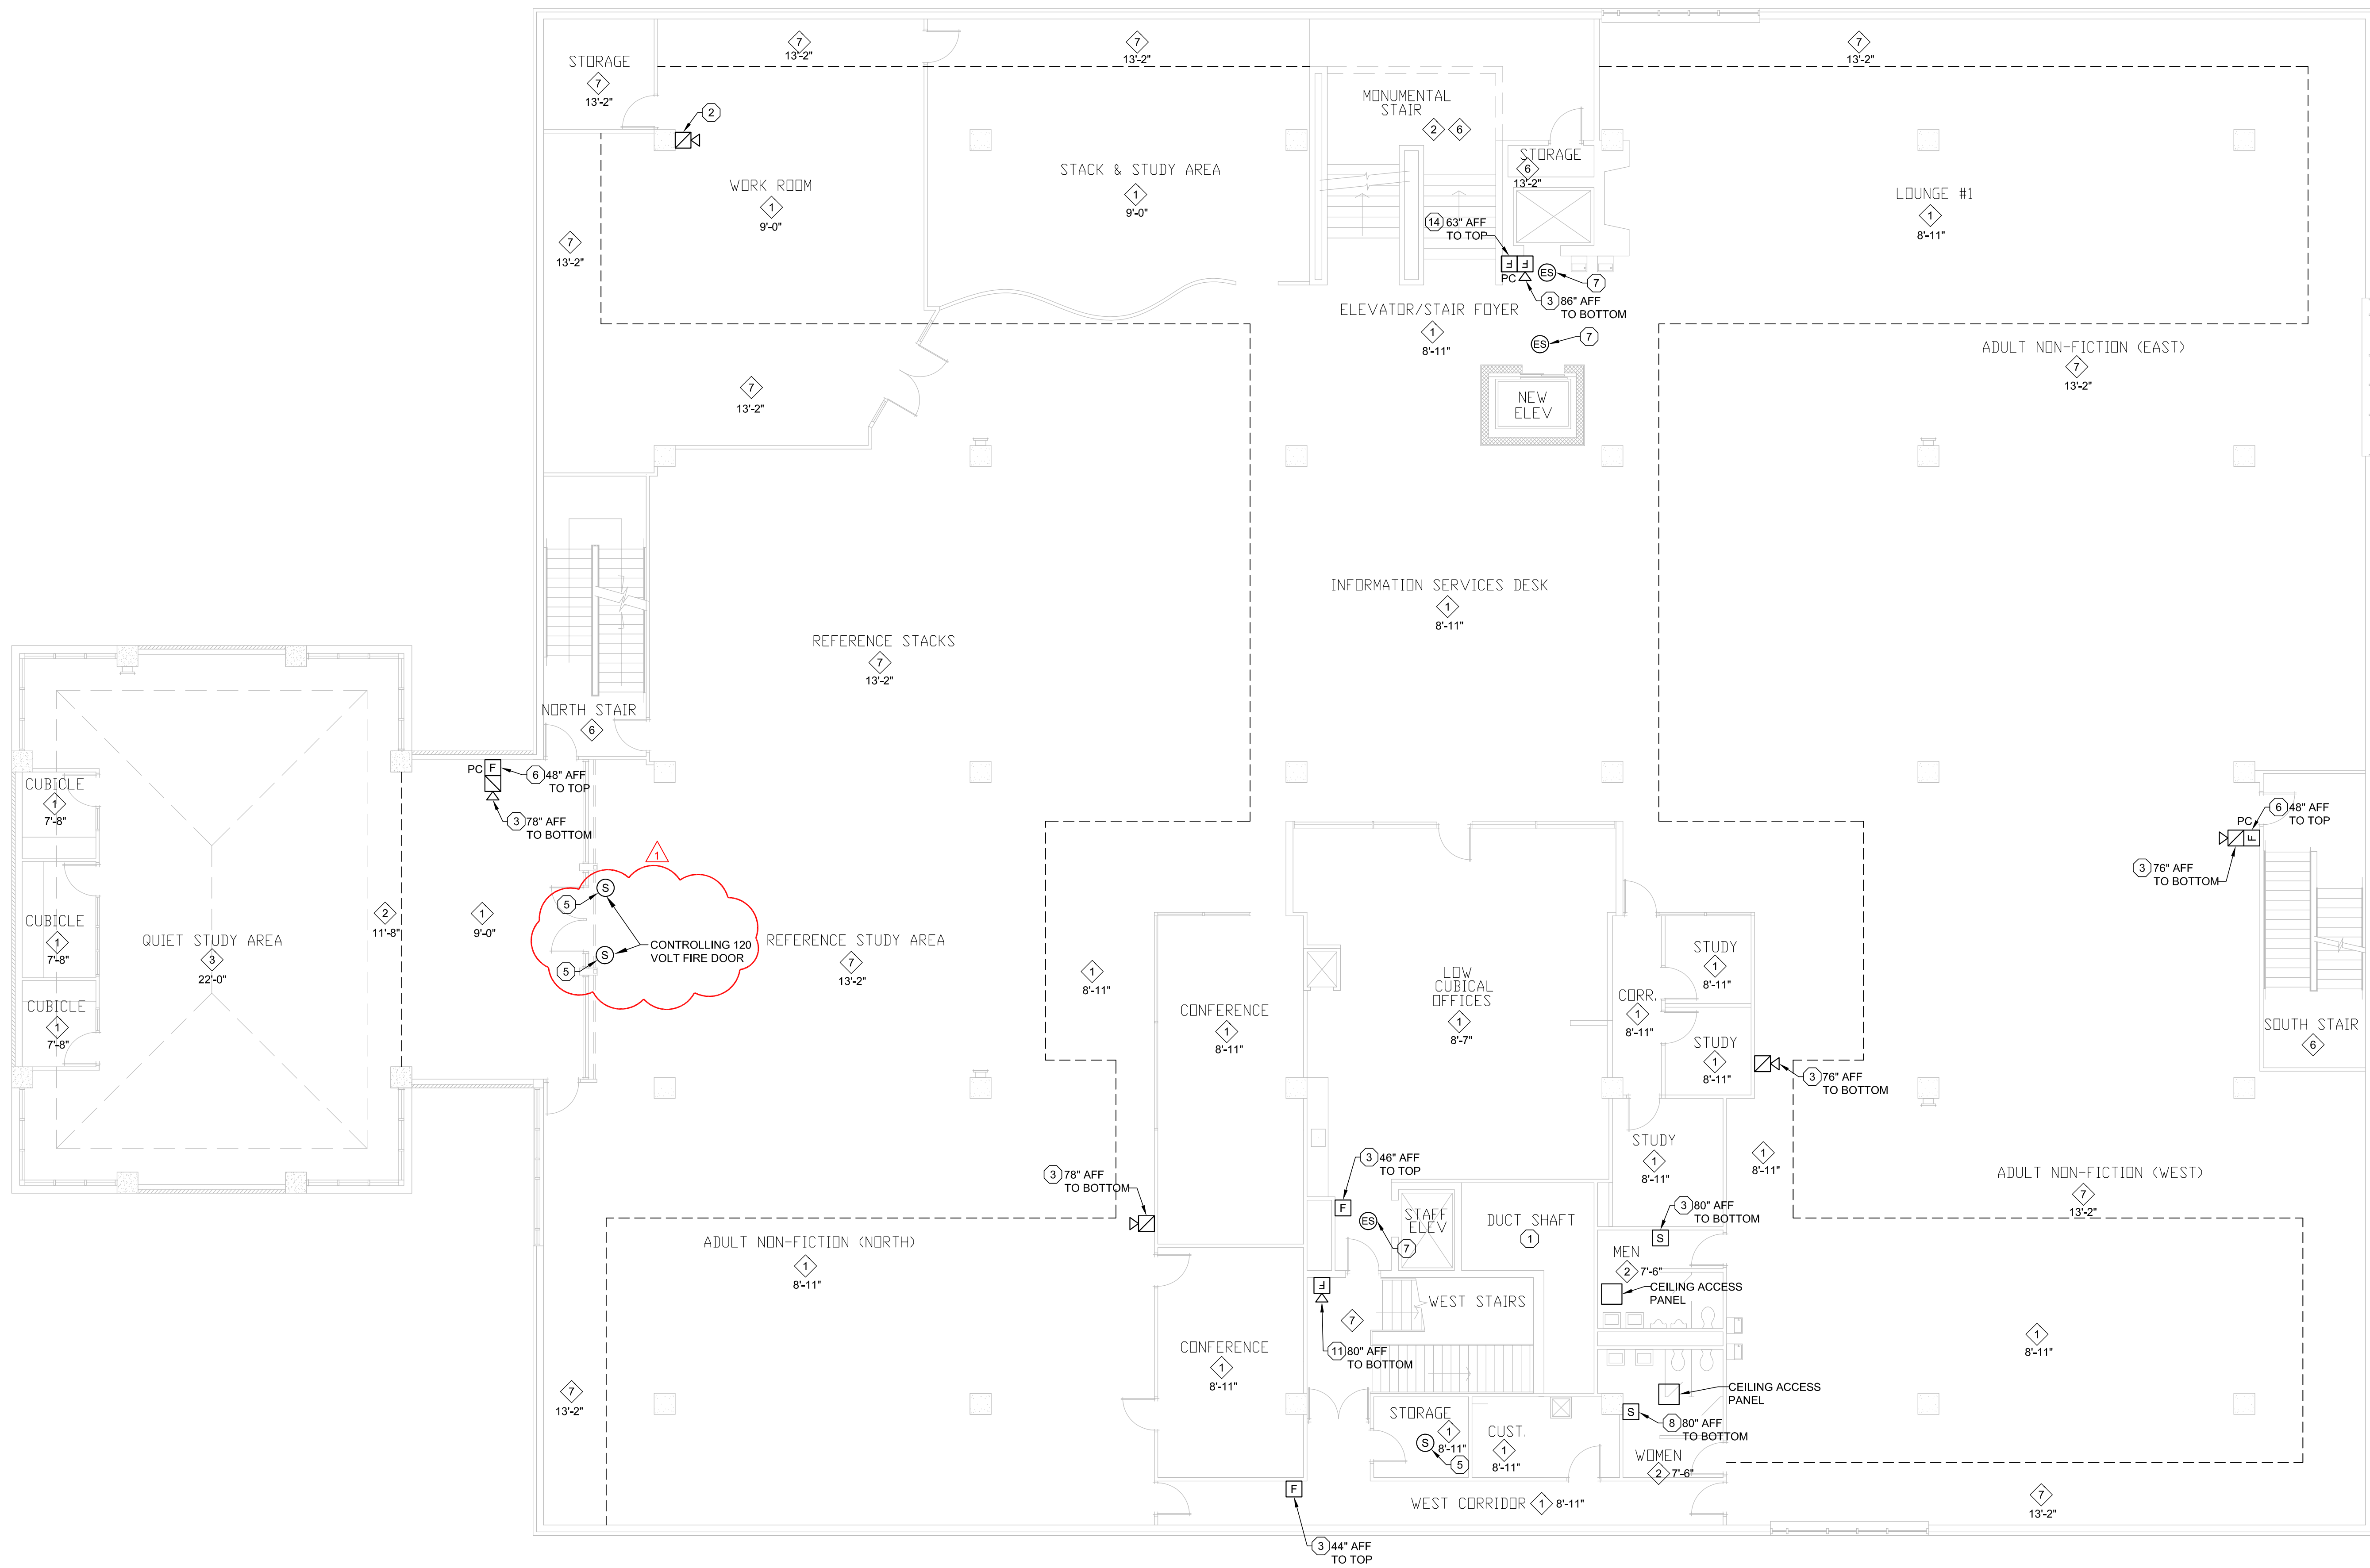 7
13'-2"
7
13'-2"
7
13'-2"
STORAGE
7
13'-2"
2
MONUMENTAL
STAIR
2
6
STORAGE
6
13'-2"
WORK ROOM
1
9'-0"
STACK & STUDY AREA
1
9'-0"
LOUNGE #1
1
8'-11"
7
13'-2"
14
63" AFF
TO TOP
F
F
PC
ES
7
3
86" AFF
TO BOTTOM
ELEVATOR/STAIR FOYER
1
8'-11"
ES
7
ADULT NON-FICTION (EAST)
7
13'-2"
7
13'-2"
NEW
ELEV
INFORMATION SERVICES DESK
1
8'-11"
REFERENCE STACKS
7
13'-2"
NORTH STAIR
6
PC
F
6
48" AFF
TO TOP
3
78" AFF
TO BOTTOM
CUBICLE
1
7'-8"
CUBICLE
1
7'-8"
CUBICLE
1
7'-8"
QUIET STUDY AREA
3
22'-0"
2
11'-8"
1
9'-0"
1
S
5
S
5
CONTROLLING 120
VOLT FIRE DOOR
REFERENCE STUDY AREA
7
13'-2"
1
8'-11"
CONFERENCE
1
8'-11"
LOW
CUBICAL
OFFICES
1
8'-7"
CORR.
1
8'-11"
STUDY
1
8'-11"
STUDY
1
8'-11"
3
76" AFF
TO BOTTOM
6
48" AFF
TO TOP
PC
F
3
76" AFF
TO BOTTOM
SOUTH STAIR
6
STUDY
1
8'-11"
1
8'-11"
ADULT NON-FICTION (WEST)
7
13'-2"
3
78" AFF
TO BOTTOM
3
46" AFF
TO TOP
F
ES
7
STAFF
ELEV
DUCT SHAFT
1
3
80" AFF
TO BOTTOM
S
MEN
2
7'-6"
CEILING ACCESS
PANEL
ADULT NON-FICTION (NORTH)
1
8'-11"
F
7
WEST STAIRS
11
80" AFF
TO BOTTOM
CONFERENCE
1
8'-11"
1
8'-11"
CEILING ACCESS
PANEL
7
13'-2"
STORAGE
1
8'-11"
S
5
CUST.
1
8'-11"
S
8
80" AFF
TO BOTTOM
WOMEN
2
7'-6"
F
WEST CORRIDOR
1
8'-11"
7
13'-2"
3
44" AFF
TO TOP